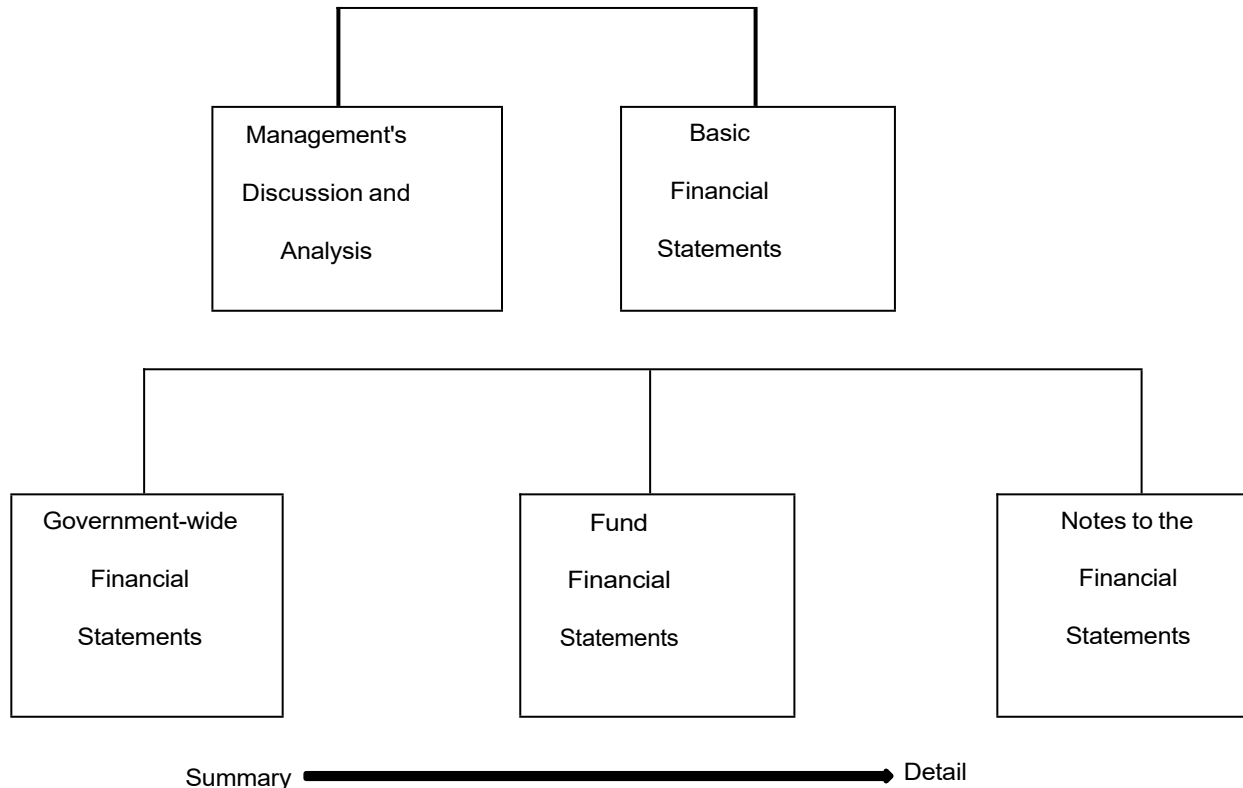 Management's
Discussion and
Analysis
Basic
Financial
Statements
Government-wide
Financial
Statements
Fund
Financial
Statements
Notes to the
Financial
Statements
Summary
Detail